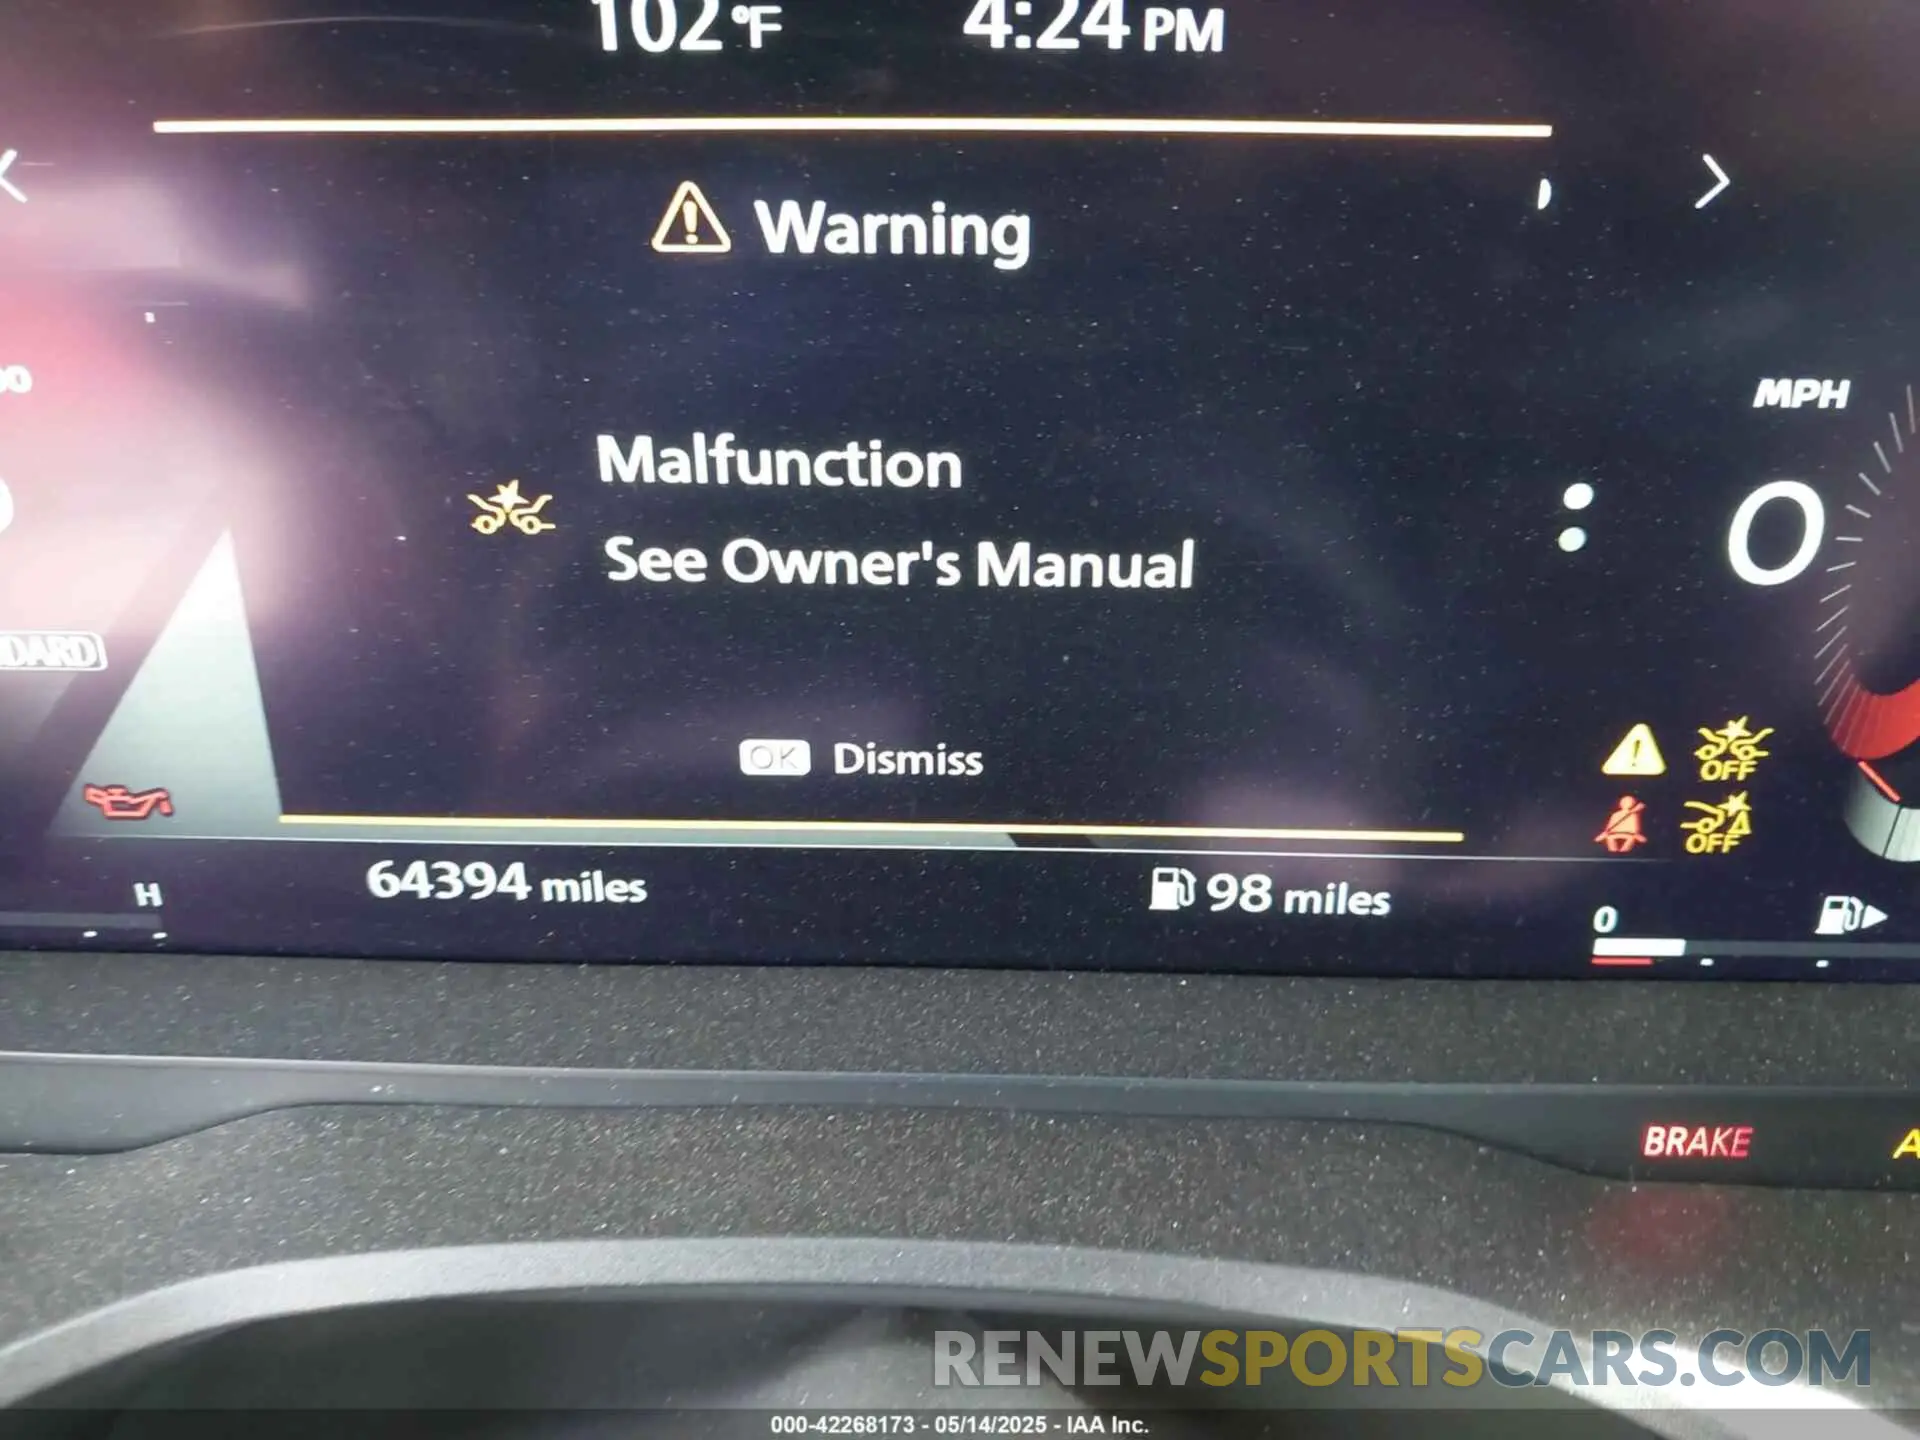 102°F 4:24 PM
Warning
MPH
Malfunction
See Owner's Manual
0
OK Dismiss
OFF
OFF
H
64394 miles
98 miles
0
BRAKE
RENEWSPORTSCARS.COM
000-42268173 - 05/14/2025 - IAA Inc.